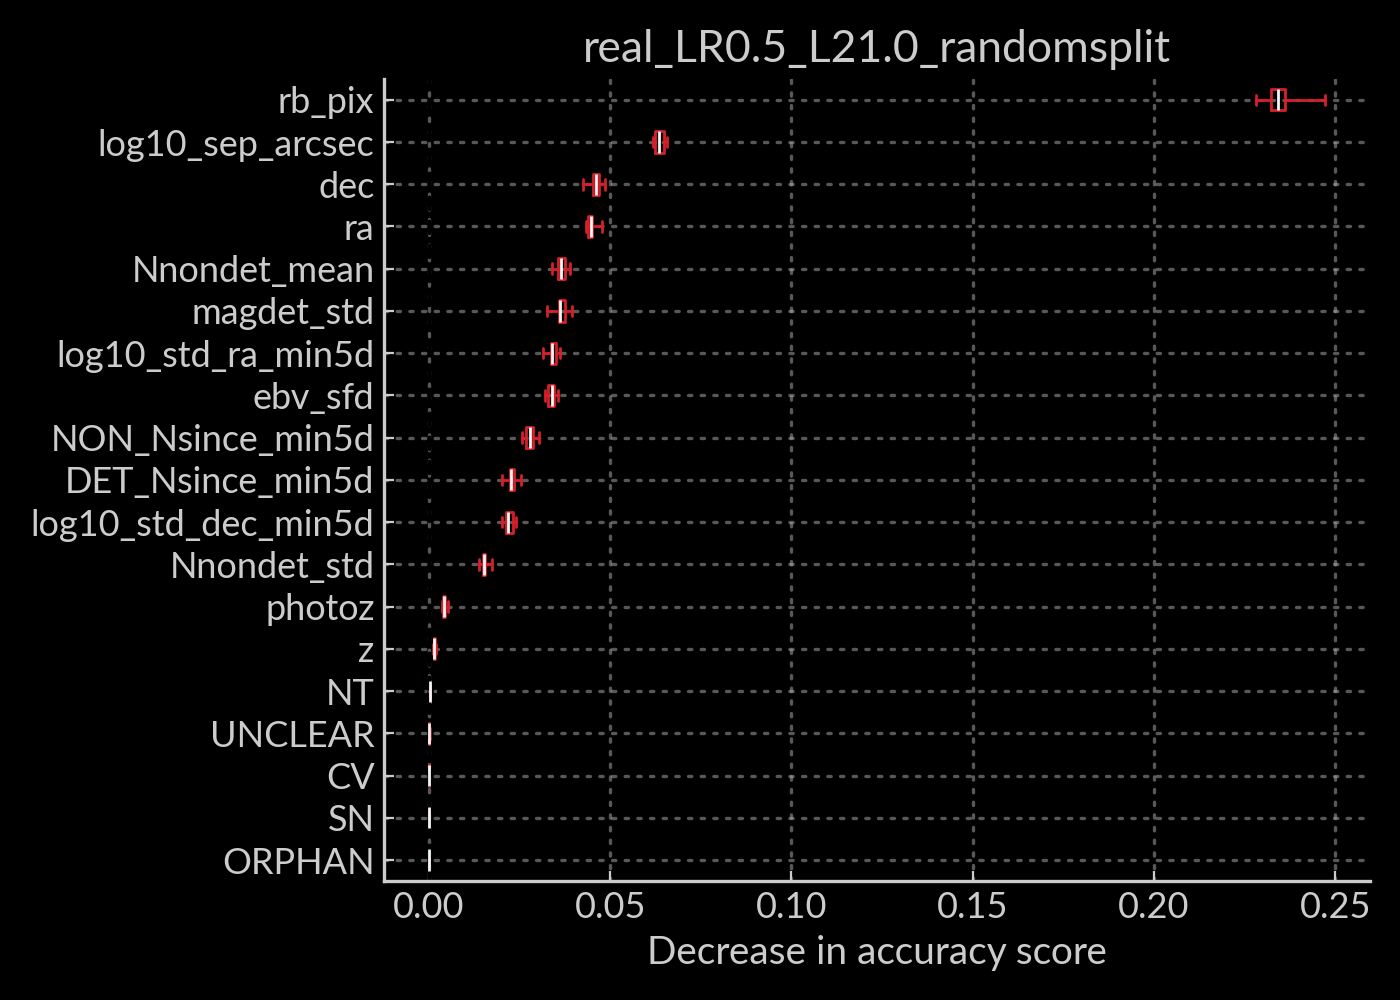 real_LR0.5_L21.0_randomsplit
rb_pix
log10_sep_arcsec
dec
ra
Nnondet_mean
magdet_std
log10_std_ra_min5d
ebv_sfd
NON_Nsince_min5d
DET_Nsince_min5d
log10_std_dec_min5d
Nnondet_std
photoz
z
NT
UNCLEAR
CV
SN
ORPHAN
0.00 0.05 0.10 0.15 0.20 0.25
Decrease in accuracy score